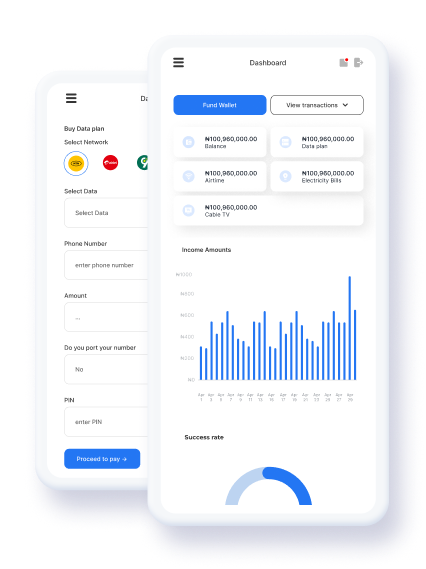 Da
Buy Data plan
Select Network
MTN
airtel
Select Data
Select Data
Phone Number
enter phone number
Amount
...
Do you port your number
No
PIN
enter PIN
Proceed to pay →
Dashboard
Fund Wallet
View transactions
₦100,960,000.00
Balance
₦100,960,000.00
Data plan
₦100,960,000.00
Airtime
₦100,960,000.00
Electricity Bills
₦100,960,000.00
Cable TV
Income Amounts
₦1000
₦800
₦600
₦400
₦200
₦0
Apr Apr Apr Apr Apr Apr Apr Apr Apr Apr Apr Apr Apr Apr
1 3 5 7 9 11 13 15 17 19 21 23 25 27 29
Success rate